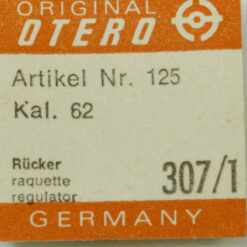 ORIGINAL
OTERO
Artikel Nr. 125
Kal. 62
Rücker
raquette
regulator
307/1
GERMANY